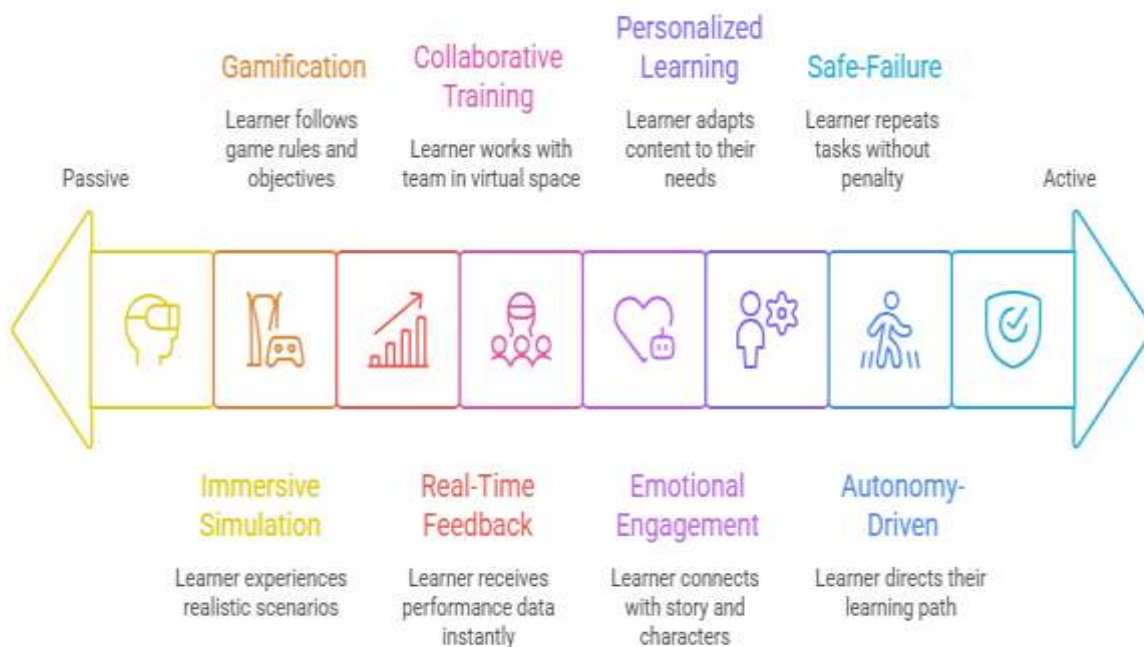 Gamification
Learner follows
game rules and
objectives
Collaborative
Training
Learner works with
team in virtual space
Personalized
Learning
Learner adapts
content to their
needs
Safe-Failure
Learner repeats
tasks without
penalty
Passive
Active
Immersive
Simulation
Learner experiences
realistic scenarios
Real-Time
Feedback
Learner receives
performance data
instantly
Emotional
Engagement
Learner connects
with story and
characters
Autonomy-
Driven
Learner directs their
learning path